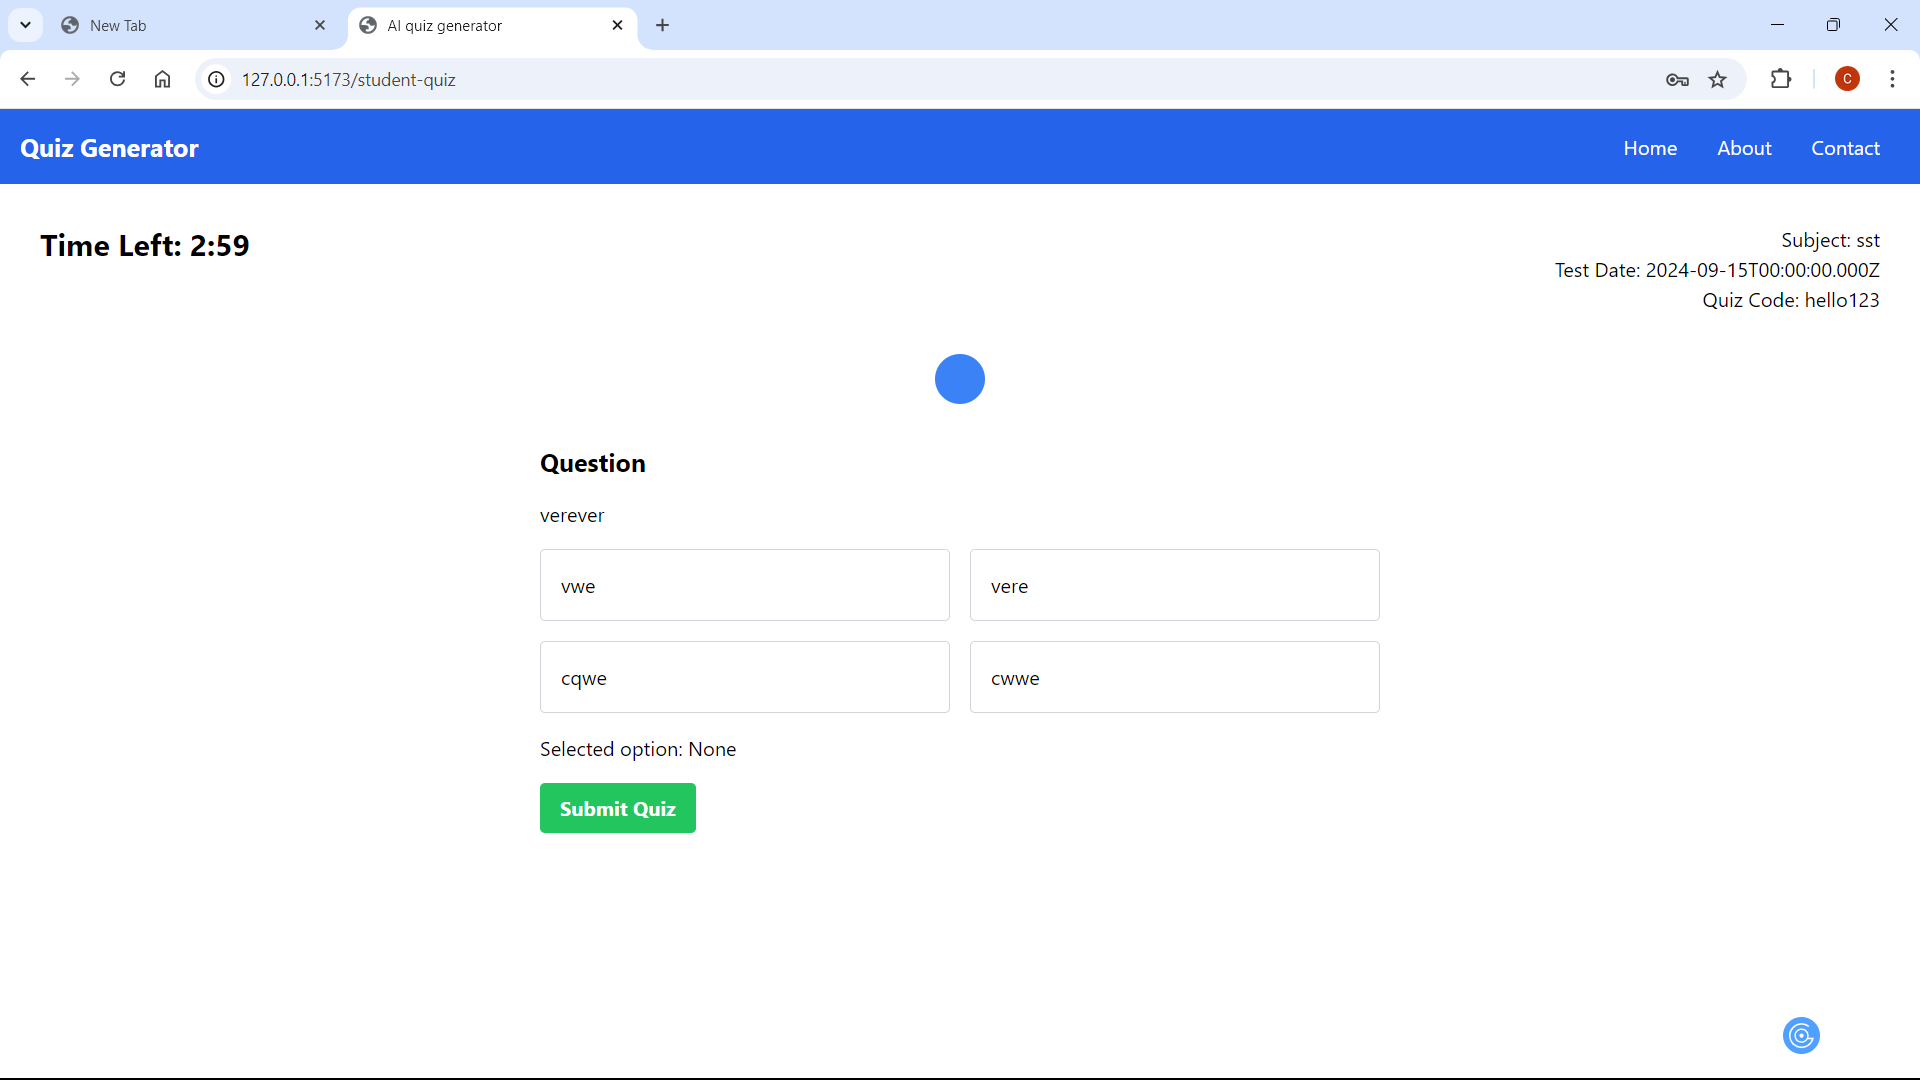 New Tab
AI quiz generator
127.0.0.1:5173/student-quiz
C
Quiz Generator
Home
About
Contact
Time Left: 2:59
Subject: sst
Test Date: 2024-09-15T00:00:00.000Z
Quiz Code: hello123
Question
verever
vwe
vere
cqwe
cwwe
Selected option: None
Submit Quiz